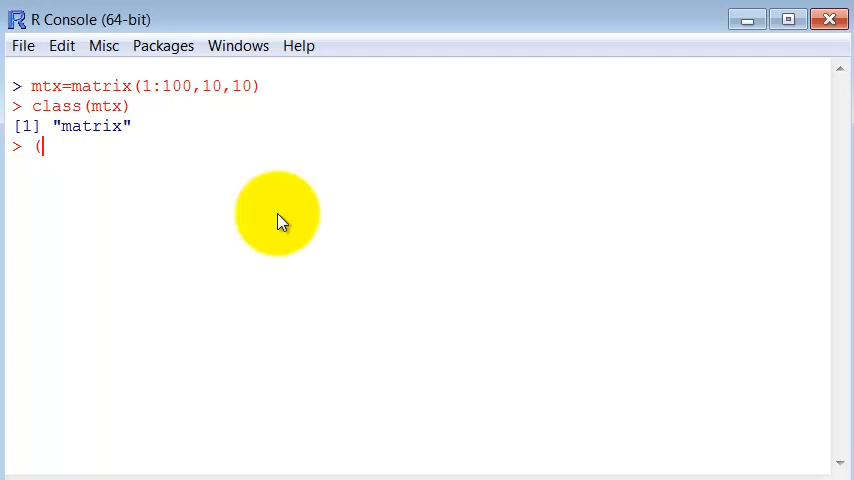 R Console (64-bit)
File Edit Misc Packages Windows Help
> mtx=matrix(1:100,10,10)
> class(mtx)
[1] "matrix"
> (